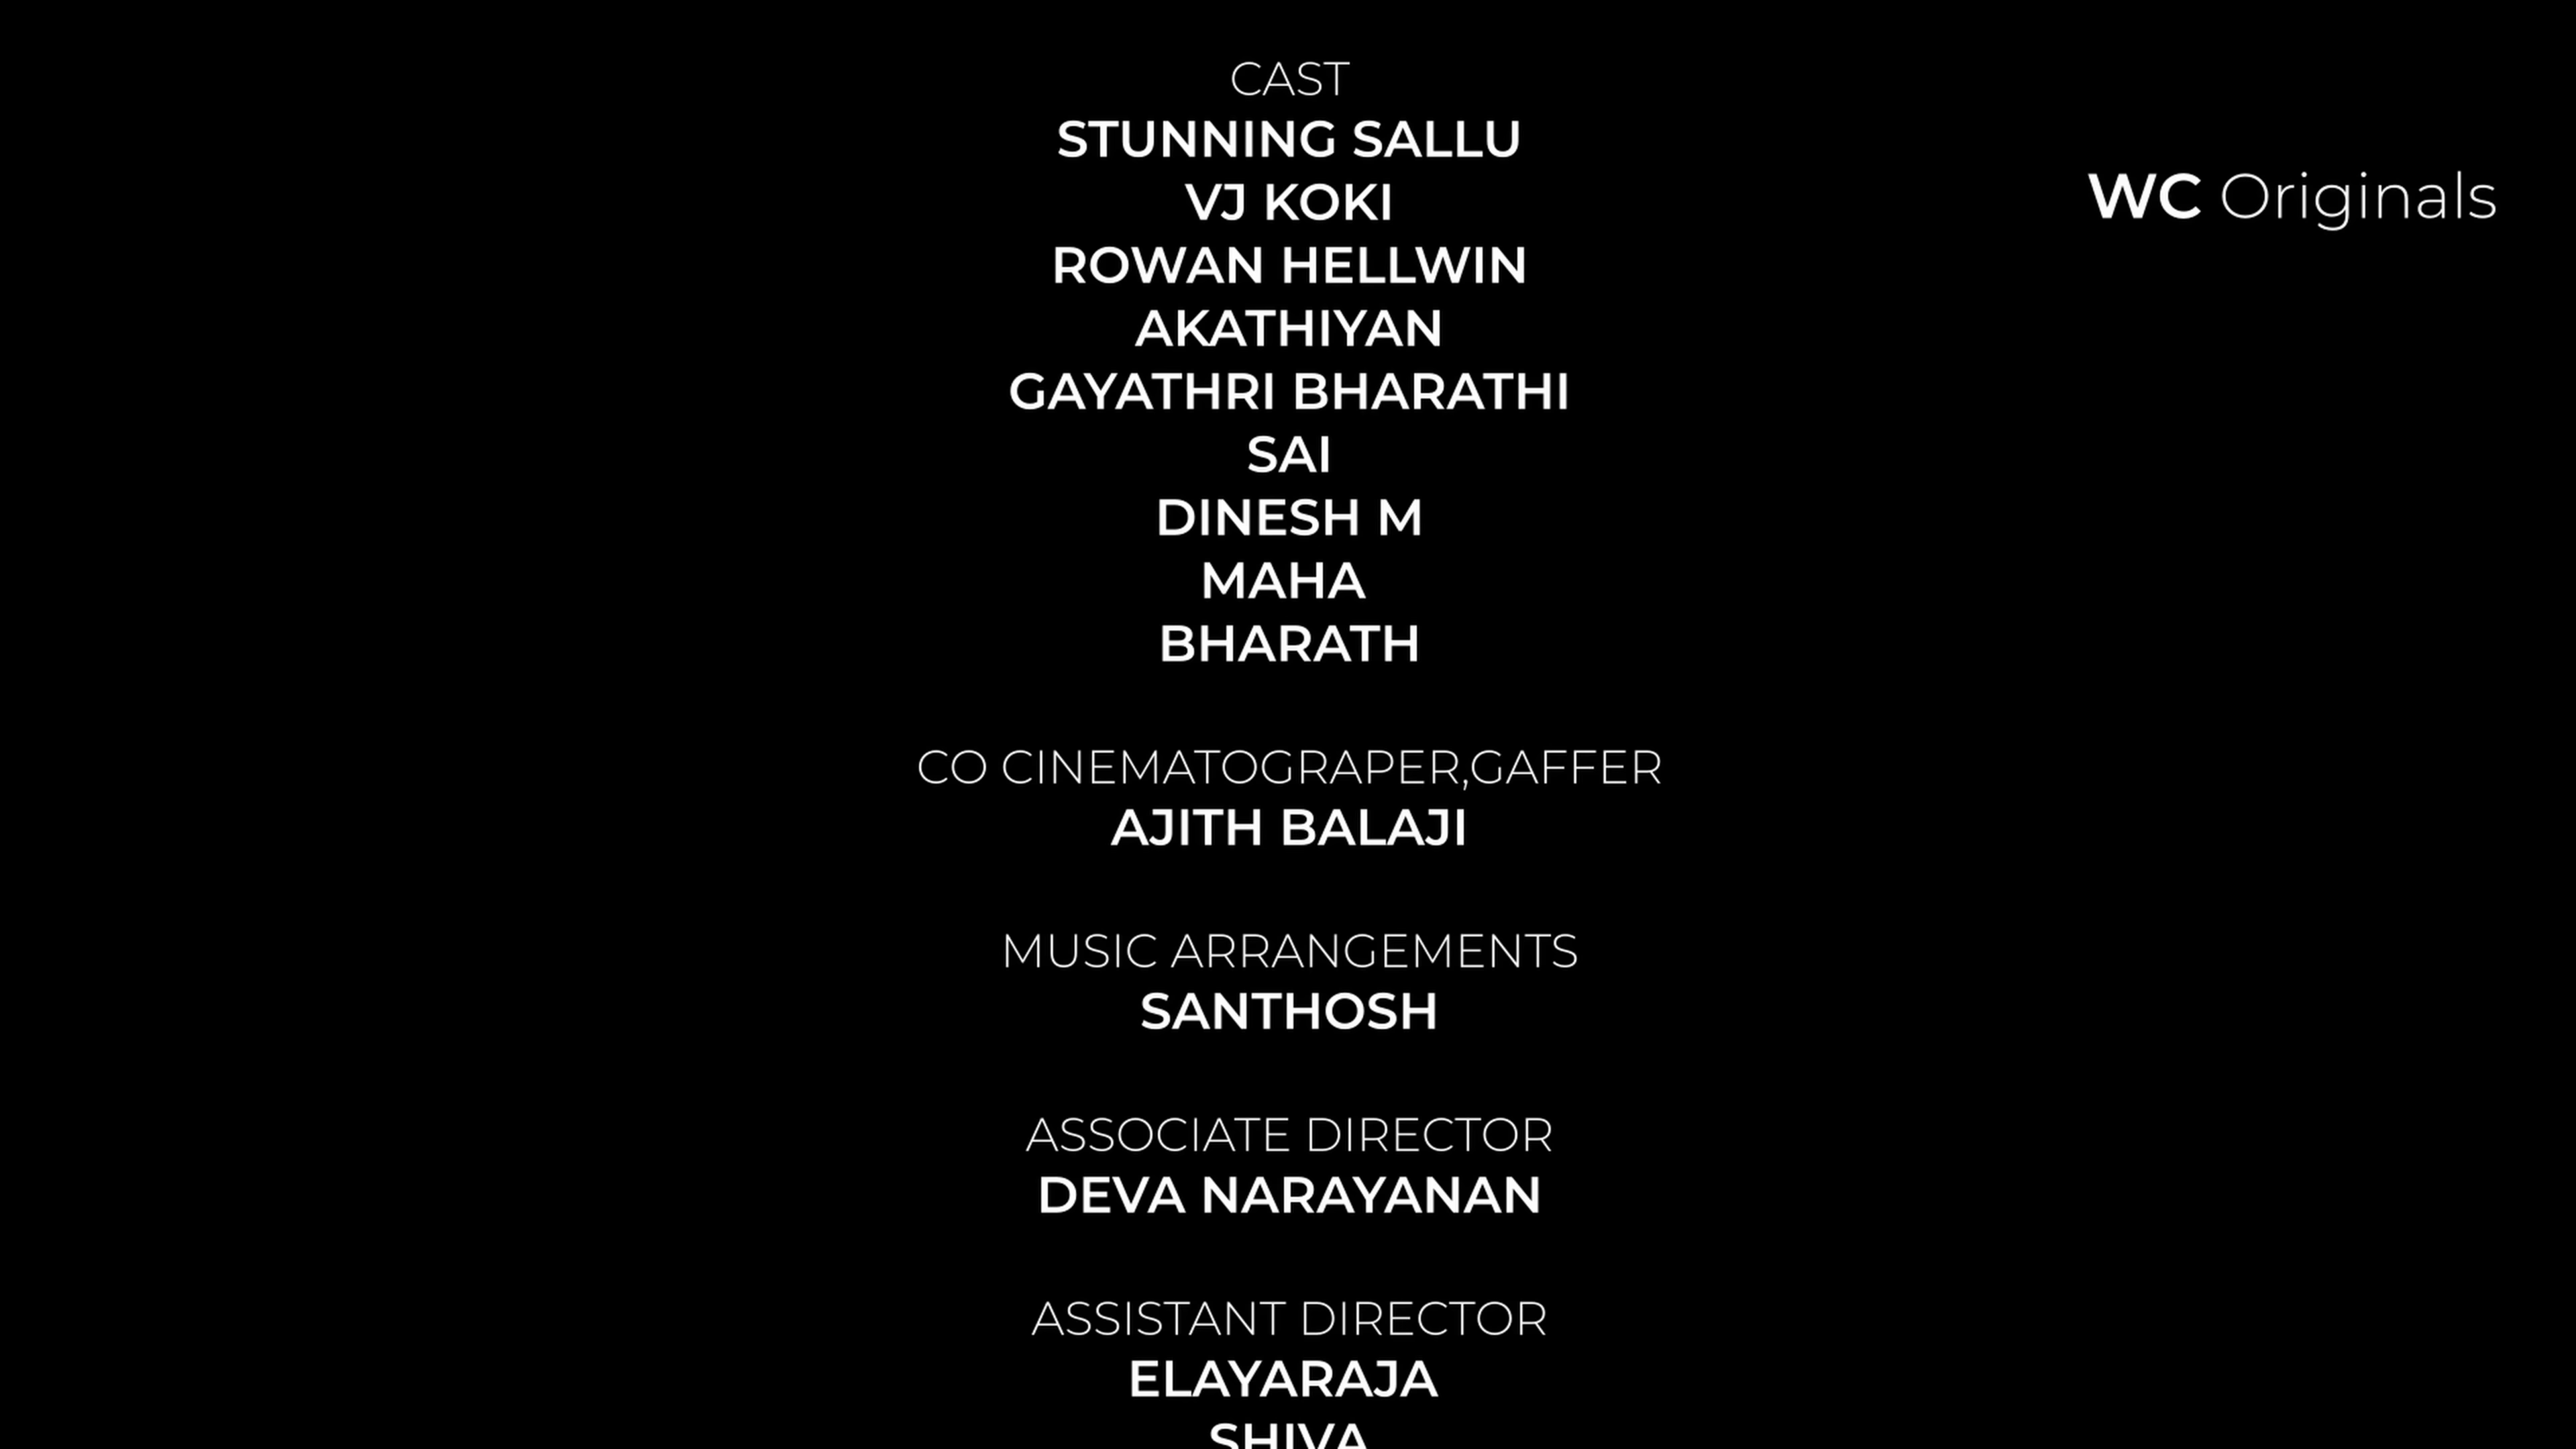 CAST
STUNNING SALLU
VJ KOKI
WC Originals
ROWAN HELLWIN
AKATHIYAN
GAYATHRI BHARATHI
SAI
DINESH M
MAHA
BHARATH
CO CINEMATOGRAPER,GAFFER
AJITH BALAJI
MUSIC ARRANGEMENTS
SANTHOSH
ASSOCIATE DIRECTOR
DEVA NARAYANAN
ASSISTANT DIRECTOR
ELAYARAJA
SHIVA